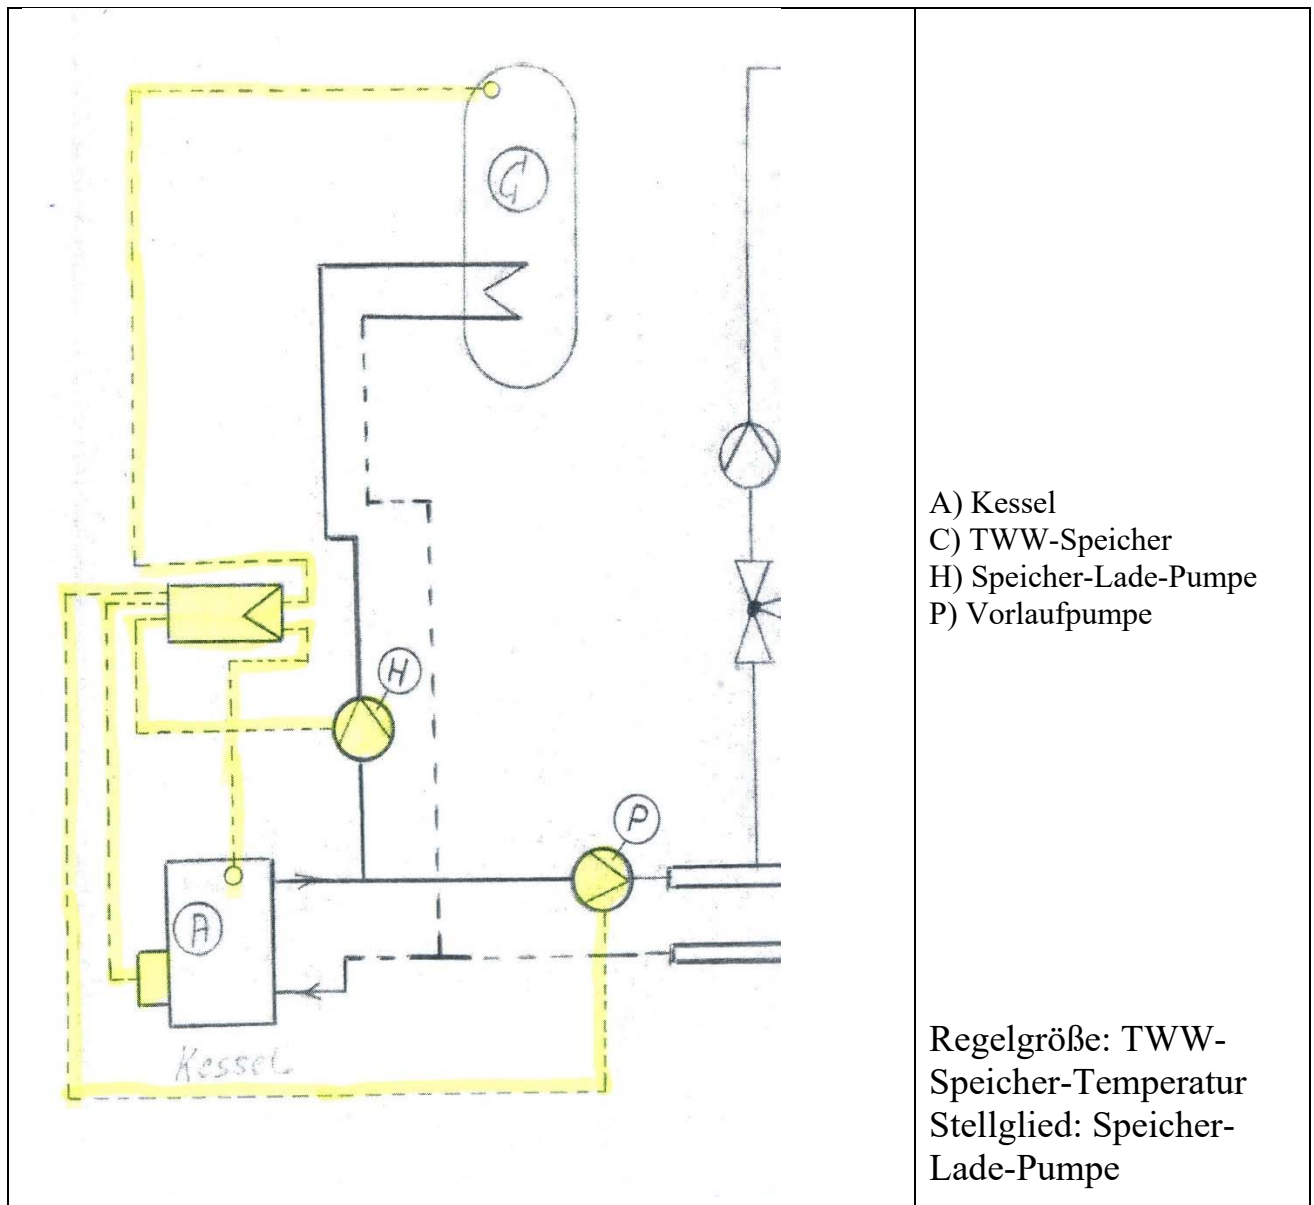 G
H
P
A
Kessel
A) Kessel
C) TWW-Speicher
H) Speicher-Lade-Pumpe
P) Vorlaufpumpe
Regelgröße: TWW-
Speicher-Temperatur
Stellglied: Speicher-
Lade-Pumpe